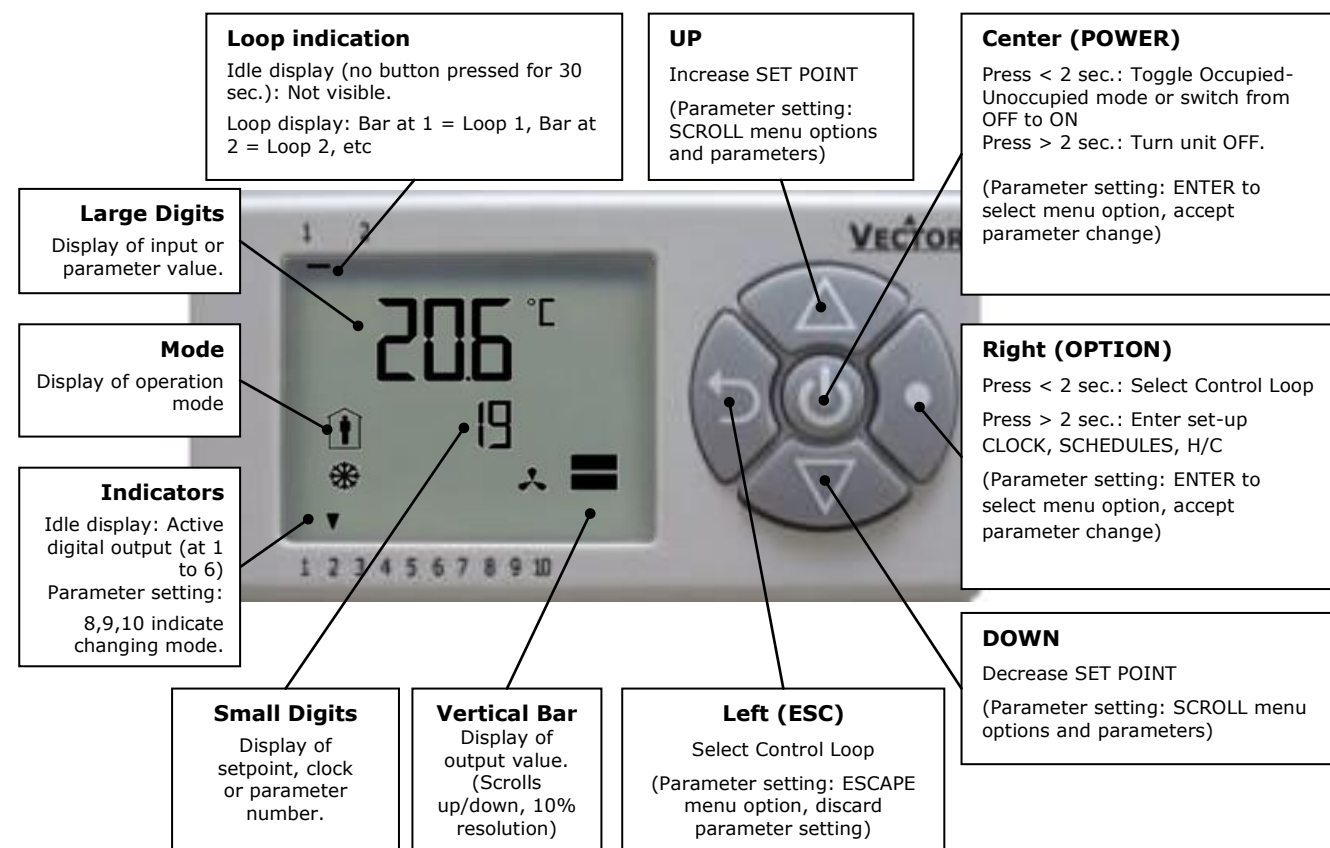 Loop indication
Idle display (no button pressed for 30
sec.): Not visible.
Loop display: Bar at 1 = Loop 1, Bar at
2 = Loop 2, etc
UP
Increase SET POINT
(Parameter setting:
SCROLL menu options
and parameters)
Center (POWER)
Press < 2 sec.: Toggle Occupied-
Unoccupied mode or switch from
OFF to ON
Press > 2 sec.: Turn unit OFF.
(Parameter setting: ENTER to
select menu option, accept
parameter change)
Large Digits
Display of input or
parameter value.
Mode
Display of operation
mode
Indicators
Idle display: Active
digital output (at 1
to 6)
Parameter setting:
8,9,10 indicate
changing mode.
1 2
20.6 °C
19
1 2 3 4 5 6 7 8 9 10
VECTOR
Right (OPTION)
Press < 2 sec.: Select Control Loop
Press > 2 sec.: Enter set-up
CLOCK, SCHEDULES, H/C
(Parameter setting: ENTER to
select menu option, accept
parameter change)
DOWN
Decrease SET POINT
(Parameter setting: SCROLL menu
options and parameters)
Small Digits
Display of
setpoint, clock
or parameter
number.
Vertical Bar
Display of
output value.
(Scrolls
up/down, 10%
resolution)
Left (ESC)
Select Control Loop
(Parameter setting: ESCAPE
menu option, discard
parameter setting)